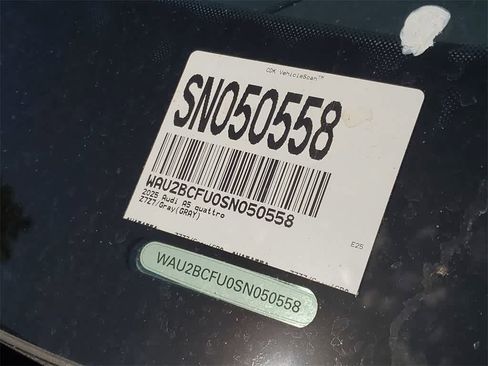 CDK VehicleScan™
SN050558
WAU2BCFU0SN050558
2025 Audi A5 quattro
Z7Z7/Gray(GRAY)
E25
WAU2BCFU0SN050558